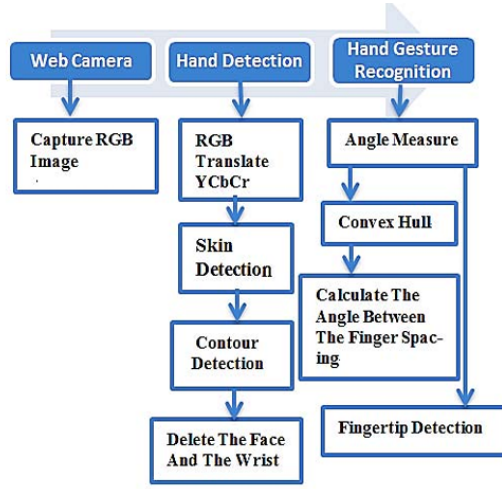 Web Camera
Hand Detection
Hand Gesture
Recognition
Capture RGB
Image
.
RGB
Translate
YCbCr
Skin
Detection
Contour
Detection
Delete The Face
And The Wrist
Angle Measure
Convex Hull
Calculate The
Angle Between
The Finger Spac-
ing
Fingertip Detection